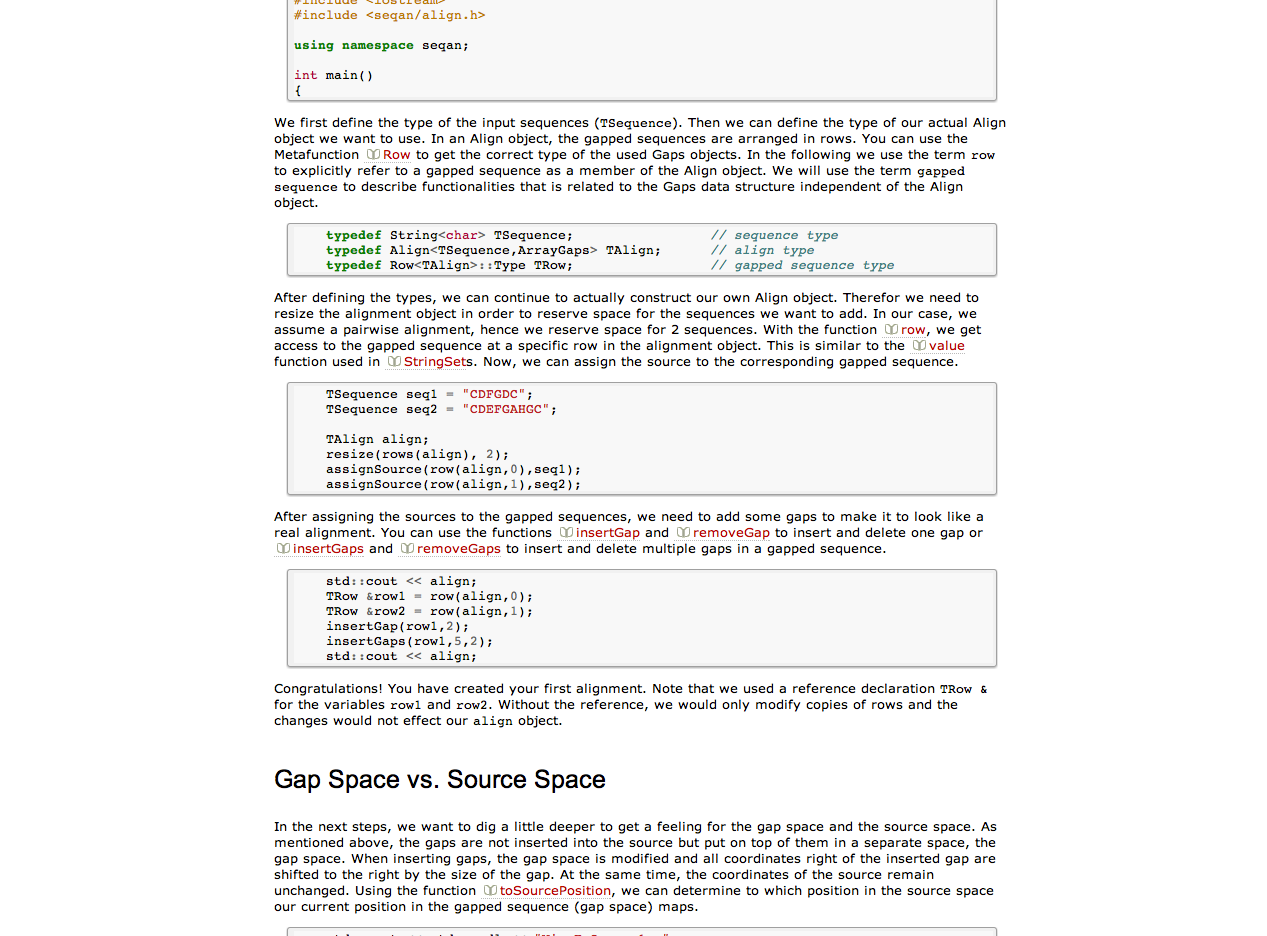 #include <iostream>
#include <seqan/align.h>
using namespace seqan;
int main()
{
We first define the type of the input sequences (TSequence). Then we can define the type of our actual Align
object we want to use. In an Align object, the gapped sequences are arranged in rows. You can use the
Metafunction Row to get the correct type of the used Gaps objects. In the following we use the term row
to explicitly refer to a gapped sequence as a member of the Align object. We will use the term gapped
sequence to describe functionalities that is related to the Gaps data structure independent of the Align
object.
typedef String<char> TSequence; // sequence type
typedef Align<TSequence,ArrayGaps> TAlign; // align type
typedef Row<TAlign>::Type TRow; // gapped sequence type
After defining the types, we can continue to actually construct our own Align object. Therefor we need to
resize the alignment object in order to reserve space for the sequences we want to add. In our case, we
assume a pairwise alignment, hence we reserve space for 2 sequences. With the function row, we get
access to the gapped sequence at a specific row in the alignment object. This is similar to the value
function used in StringSets. Now, we can assign the source to the corresponding gapped sequence.
TSequence seq1 = "CDFGDC";
TSequence seq2 = "CDEFGAHGC";
TAlign align;
resize(rows(align), 2);
assignSource(row(align,0),seq1);
assignSource(row(align,1),seq2);
After assigning the sources to the gapped sequences, we need to add some gaps to make it to look like a
real alignment. You can use the functions insertGap and removeGap to insert and delete one gap or
insertGaps and removeGaps to insert and delete multiple gaps in a gapped sequence.
std::cout << align;
TRow &row1 = row(align,0);
TRow &row2 = row(align,1);
insertGap(row1,2);
insertGaps(row1,5,2);
std::cout << align;
Congratulations! You have created your first alignment. Note that we used a reference declaration TRow &
for the variables row1 and row2. Without the reference, we would only modify copies of rows and the
changes would not effect our align object.
Gap Space vs. Source Space
In the next steps, we want to dig a little deeper to get a feeling for the gap space and the source space. As
mentioned above, the gaps are not inserted into the source but put on top of them in a separate space, the
gap space. When inserting gaps, the gap space is modified and all coordinates right of the inserted gap are
shifted to the right by the size of the gap. At the same time, the coordinates of the source remain
unchanged. Using the function toSourcePosition, we can determine to which position in the source space
our current position in the gapped sequence (gap space) maps.